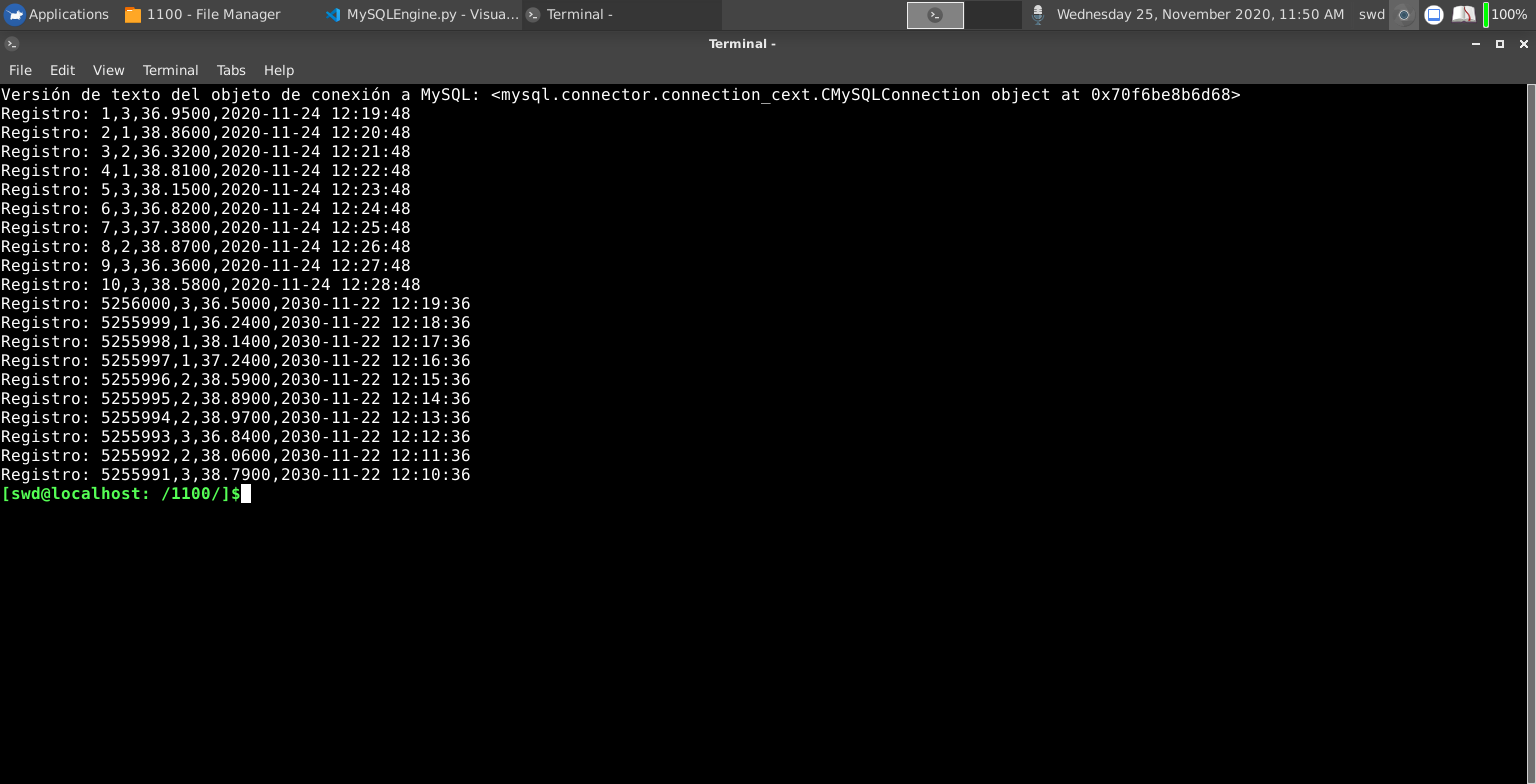 Applications 1100 - File Manager MySQLEngine.py - Visua... Terminal - Wednesday 25, November 2020, 11:50 AM swd 100%
Terminal -
File Edit View Terminal Tabs Help
Versión de texto del objeto de conexión a MySQL: <mysql.connector.connection_cext.CMySQLConnection object at 0x70f6be8b6d68>
Registro: 1,3,36.9500,2020-11-24 12:19:48
Registro: 2,1,38.8600,2020-11-24 12:20:48
Registro: 3,2,36.3200,2020-11-24 12:21:48
Registro: 4,1,38.8100,2020-11-24 12:22:48
Registro: 5,3,38.1500,2020-11-24 12:23:48
Registro: 6,3,36.8200,2020-11-24 12:24:48
Registro: 7,3,37.3800,2020-11-24 12:25:48
Registro: 8,2,38.8700,2020-11-24 12:26:48
Registro: 9,3,36.3600,2020-11-24 12:27:48
Registro: 10,3,38.5800,2020-11-24 12:28:48
Registro: 5256000,3,36.5000,2030-11-22 12:19:36
Registro: 5255999,1,36.2400,2030-11-22 12:18:36
Registro: 5255998,1,38.1400,2030-11-22 12:17:36
Registro: 5255997,1,37.2400,2030-11-22 12:16:36
Registro: 5255996,2,38.5900,2030-11-22 12:15:36
Registro: 5255995,2,38.8900,2030-11-22 12:14:36
Registro: 5255994,2,38.9700,2030-11-22 12:13:36
Registro: 5255993,3,36.8400,2030-11-22 12:12:36
Registro: 5255992,2,38.0600,2030-11-22 12:11:36
Registro: 5255991,3,38.7900,2030-11-22 12:10:36
[swd@localhost: /1100/]$